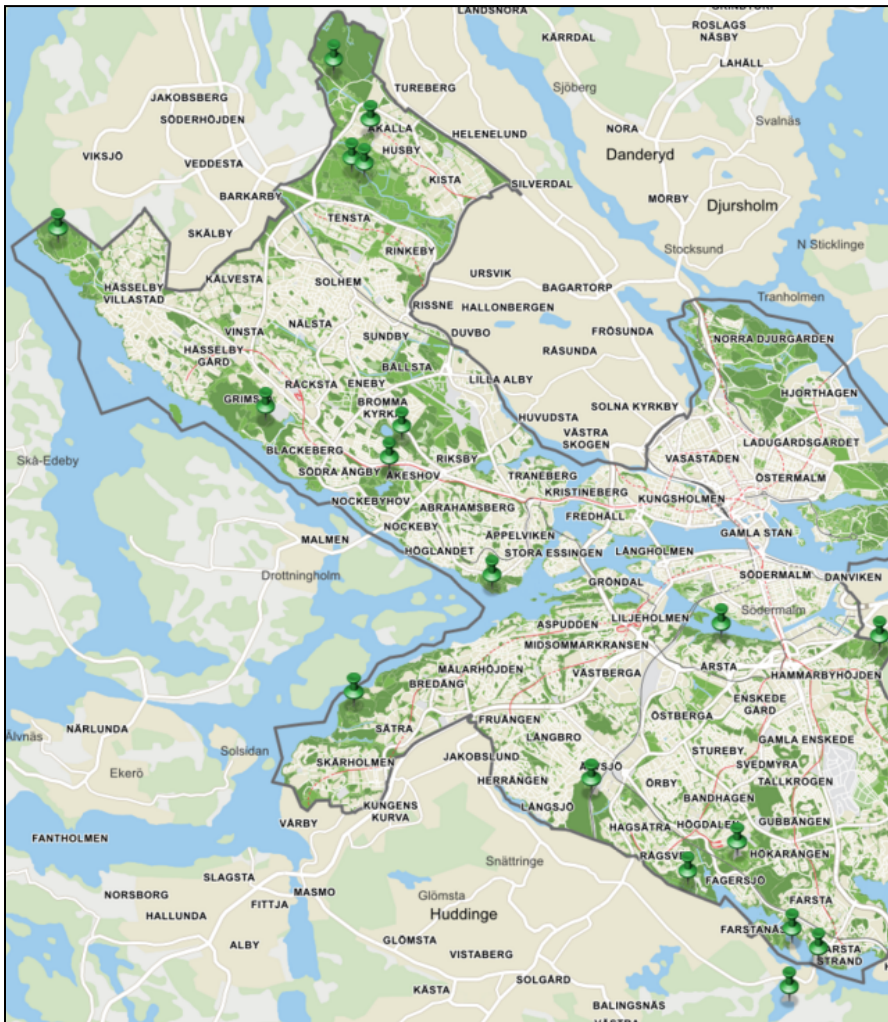 LANDSNORA
KÄRRDAL
ROSLAGS
NÄSBY
LAHÄLL
TUREBERG
Sjöberg
JAKOBSBERG
SÖDERHÖJDEN
AKALLA
HELENELUND
NORA
Svalnäs
VIKSJÖ
VEDDESTA
HUSBY
Danderyd
KISTA
SILVERDAL
BARKARBY
MÖRBY
Djursholm
SKÄLBY
TENSTA
RINKEBY
Stocksund
N Sticklinge
HÄSSELBY
VILLASTAD
KÄLVESTA
SOLHEM
URSVIK
BAGARTORP
Tranholmen
RISSNE
HALLONBERGEN
VINSTA
NÄLSTA
SUNDBY
DUVBO
FRÖSUNDA
NORRA DJURGÅRDEN
HÄSSELBY
GÅRD
RÅSUNDA
BÄLLSTA
RÅCKSTA
ENEBY
LILLA ALBY
HJORTHAGEN
GRIMS
BROMMA
KYRKA
HUVUDSTA
SOLNA KYRKBY
VÄSTRA
SKOGEN
LADUGÅRDSGÄRDET
BLACKEBERG
RIKSBY
VASASTADEN
Skå-Edeby
SÖDRA ÄNGBY
ÅKESHOV
TRANEBERG
ÖSTERMALM
KRISTINEBERG
KUNGSHOLMEN
NOCKEBYHOV
ABRAHAMSBERG
FREDHÄLL
NOCKEBY
ÄPPELVIKEN
GAMLA STAN
MALMEN
HÖGLANDET
STORA ESSINGEN
LÅNGHOLMEN
Drottningholm
GRÖNDAL
SÖDERMALM
DANVIKEN
Södermalm
ASPUDDEN
LILJEHOLMEN
MIDSOMMARKRANSEN
MÄLARHÖJDEN
VÄSTBERGA
ÅRSTA
HAMMARBYHÖJDEN
BREDÄNG
ENSKEDE
GÅRD
NÄRLUNDA
Älvnäs
SÄTRA
FRUÄNGEN
ÖSTBERGA
GAMLA ENSKEDE
Solsidan
LÅNGBRO
STUREBY
Ekerö
SKÄRHOLMEN
JAKOBSLUND
SVEDMYRA
HERRÄNGEN
ÖRBY
TALLKROGEN
KUNGENS
KURVA
LÅNGSJÖ
BANDHAGEN
VÅRBY
HAGSÄTRA
HÖGDALEN
GUBBÄNGEN
FANTHOLMEN
HÖKARÄNGEN
Snättringe
SLAGSTA
MASMO
FAGERSJÖ
NORSBORG
FITTJA
Glömsta
FARSTA
HALLUNDA
Huddinge
FARSTANÄS
ALBY
GLÖMSTA
STRAND
VISTABERG
SOLGÅRD
KÄSTA
BALINGSNÄS